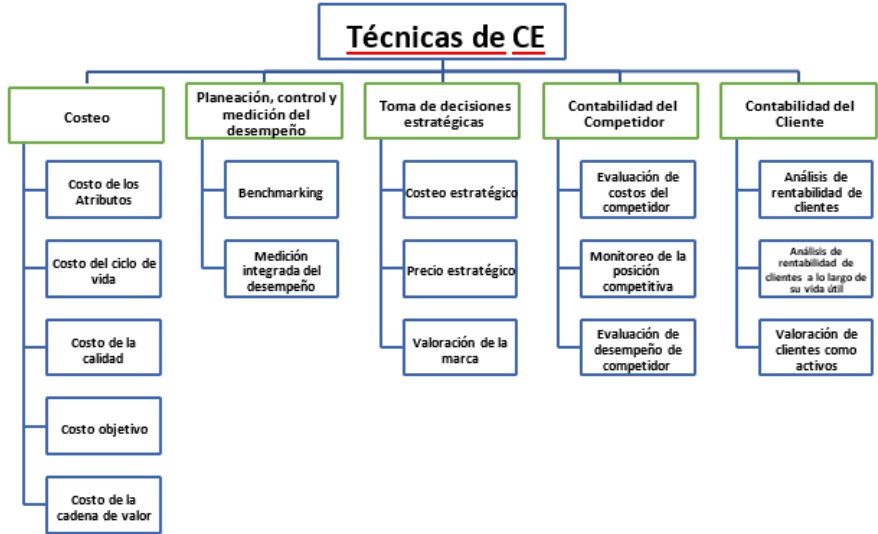 Técnicas de CE
Costeo
Planeación, control y
medición del
desempeño
Toma de decisiones
estratégicas
Contabilidad del
Competidor
Contabilidad del
Cliente
Costo de los
Atributos
Costo del ciclo de
vida
Costo de la
calidad
Costo objetivo
Costo de la
cadena de valor
Benchmarking
Medición
integrada del
desempeño
Costeo estratégico
Precio estratégico
Valoración de la
marca
Evaluación de
costos del
competidor
Monitoreo de la
posición
competitiva
Evaluación de
desempeño de
competidor
Análisis de
rentabilidad de
clientes
Análisis de
rentabilidad de
clientes a lo largo de
su vida útil
Valoración de
clientes como
activos